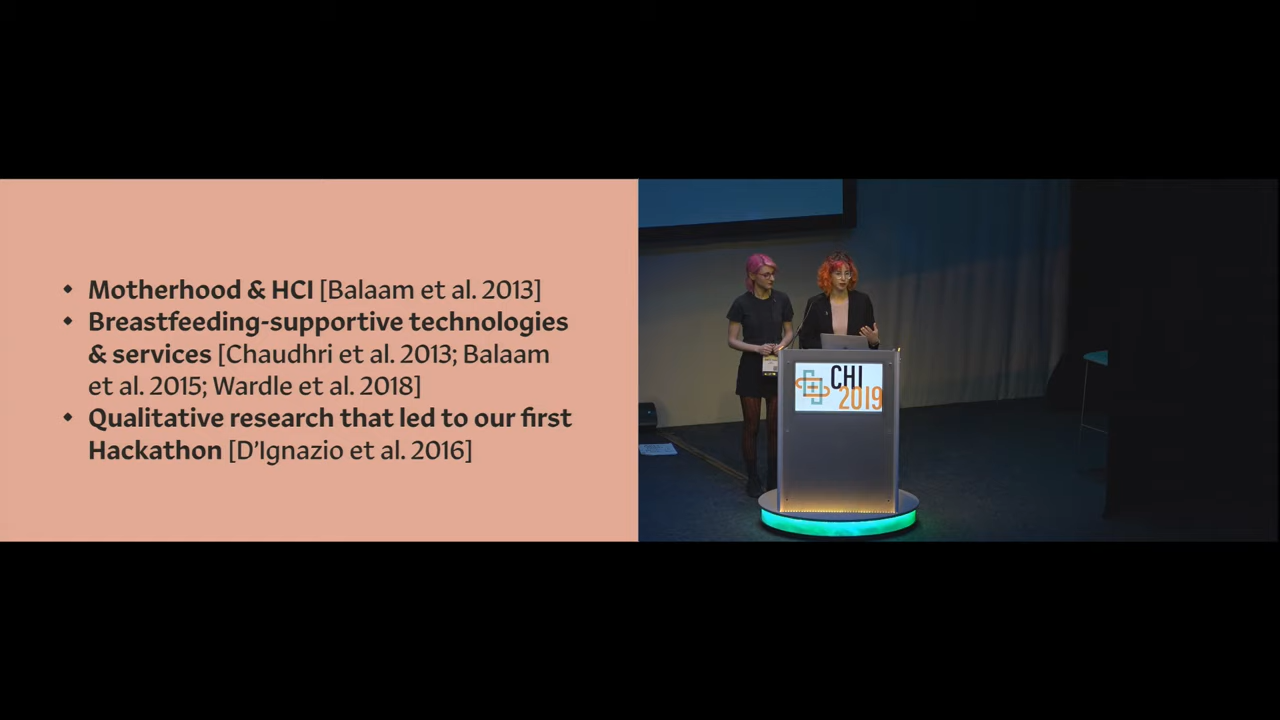 Motherhood & HCI [Balaam et al. 2013]
Breastfeeding-supportive technologies
& services [Chaudhri et al. 2013; Balaam
et al. 2015; Wardle et al. 2018]
Qualitative research that led to our first
Hackathon [D’Ignazio et al. 2016]
CHI
2019